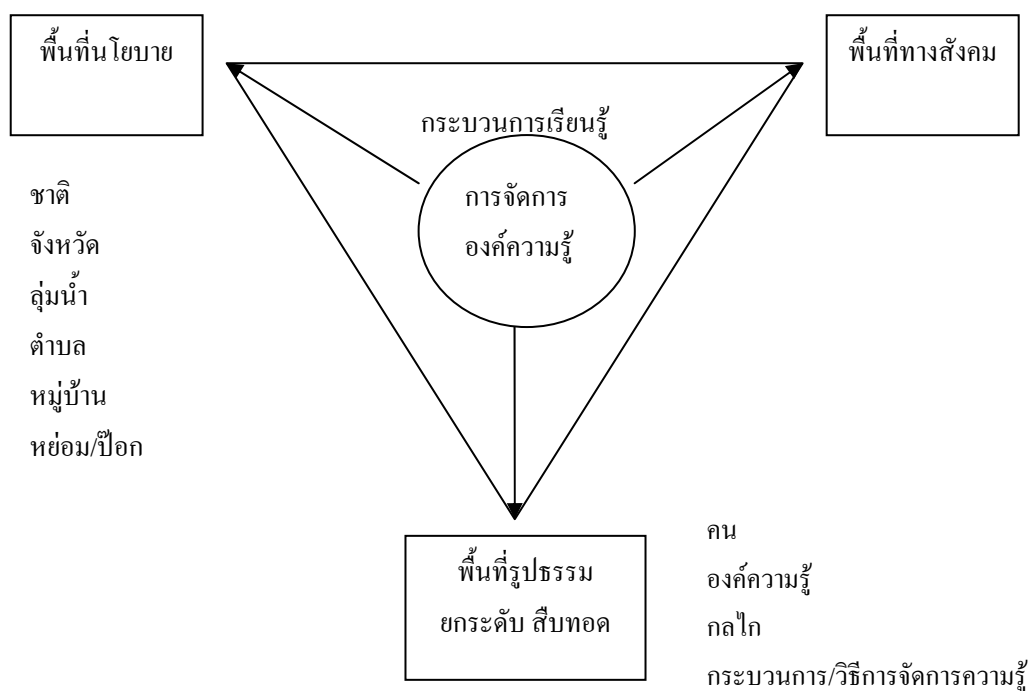 พื้นที่นโยบาย
พื้นที่ทางสังคม
กระบวนการเรียนรู้
การจัดการ
องค์ความรู้
ชาติ
จังหวัด
ลุ่มน้ำ
ตำบล
หมู่บ้าน
หย่อม/ป๊อก
พื้นที่รูปธรรม
ยกระดับ สืบทอด
คน
องค์ความรู้
กลไก
กระบวนการ/วิธีการจัดการความรู้